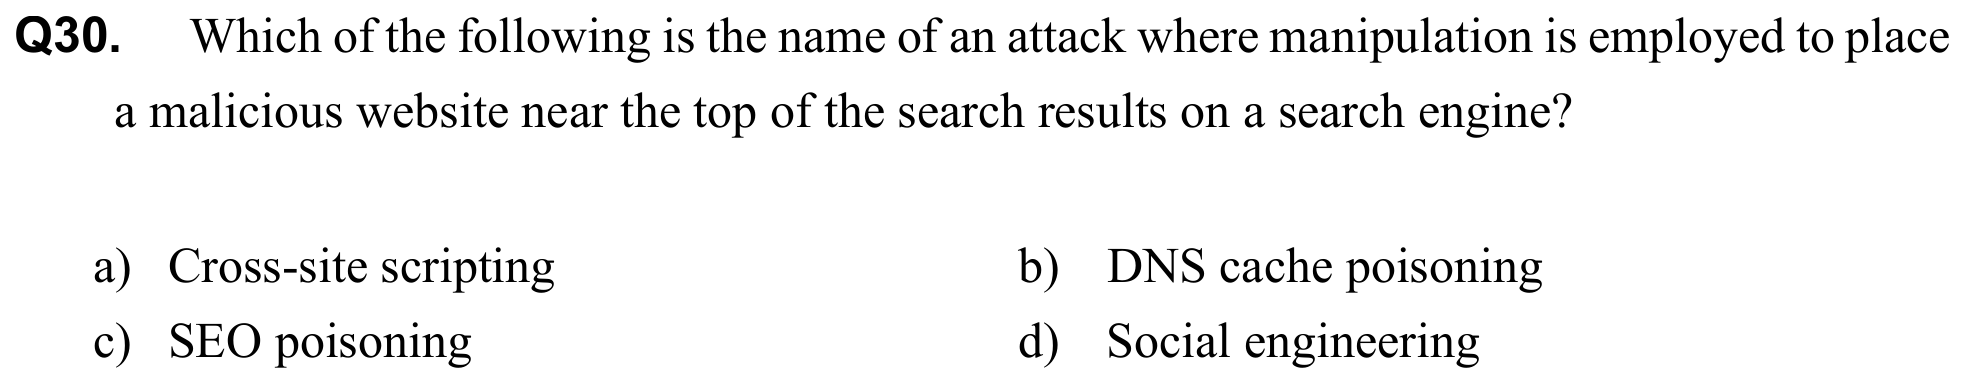 Q30. Which of the following is the name of an attack where manipulation is employed to place
a malicious website near the top of the search results on a search engine?
a) Cross-site scripting b) DNS cache poisoning
c) SEO poisoning d) Social engineering